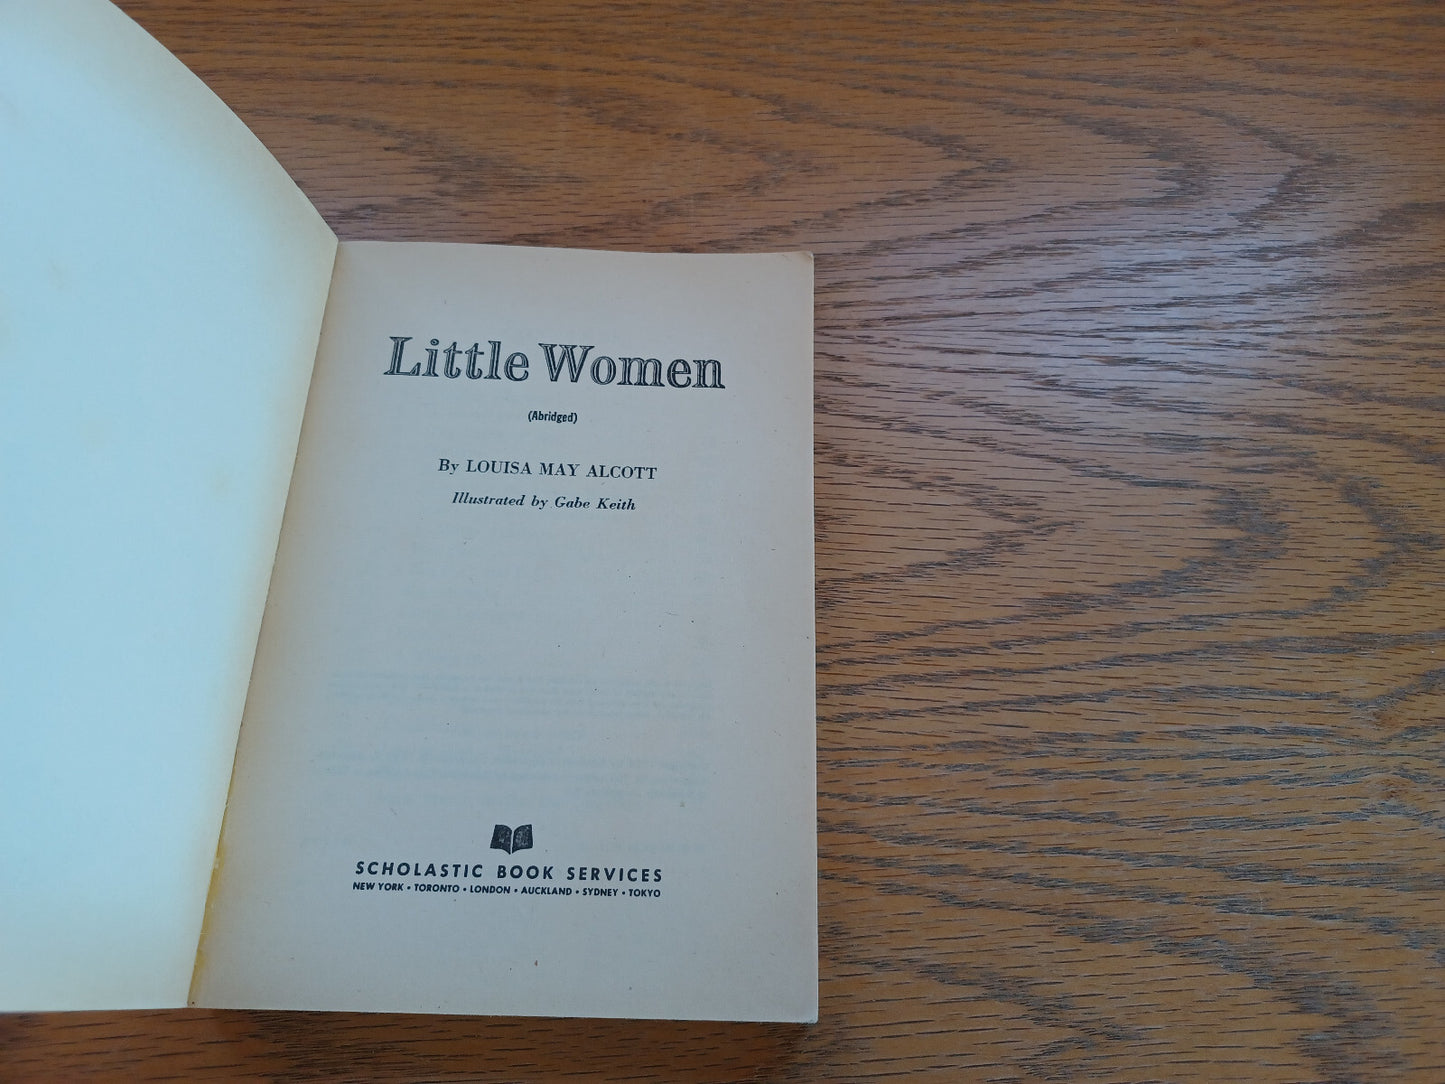 Little Women
(Abridged)
By LOUISA MAY ALCOTT
Illustrated by Gabe Keith
SCHOLASTIC BOOK SERVICES
NEW YORK • TORONTO • LONDON • AUCKLAND • SYDNEY • TOKYO